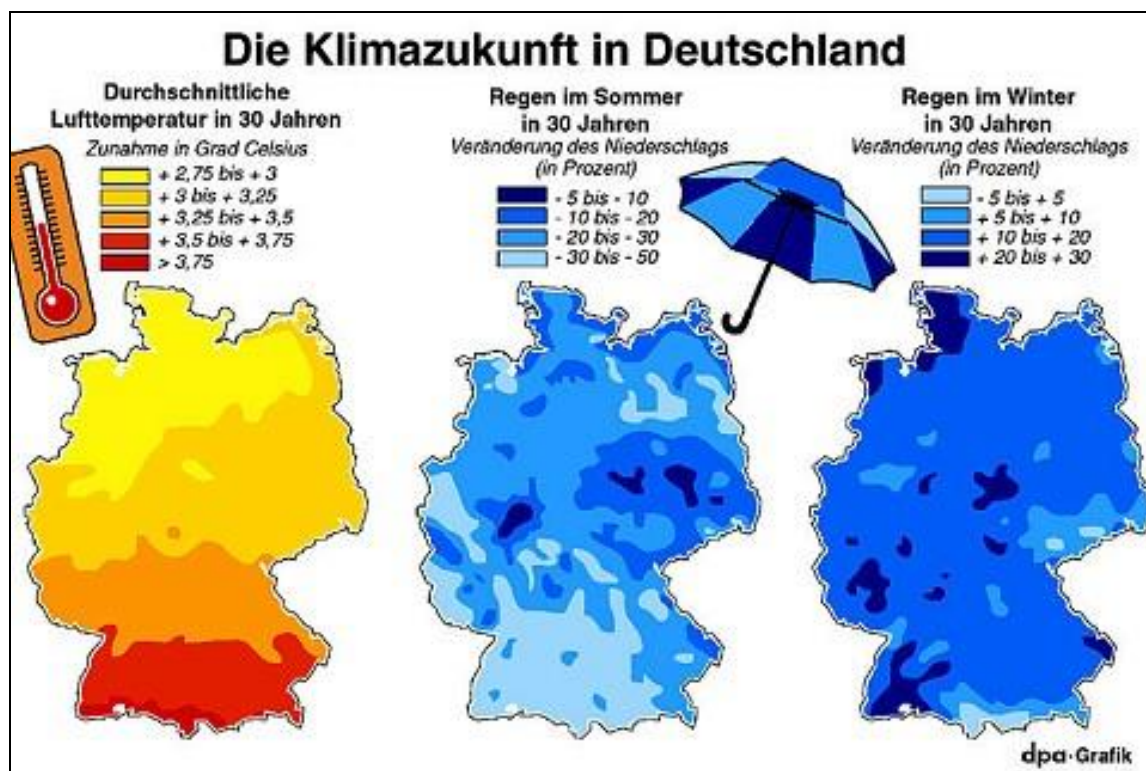 Die Klimazukunft in Deutschland
Durchschnittliche
Lufttemperatur in 30 Jahren
Zunahme in Grad Celsius
+ 2,75 bis + 3
+ 3 bis + 3,25
+ 3,25 bis + 3,5
+ 3,5 bis + 3,75
> 3,75
Regen im Sommer
in 30 Jahren
Veränderung des Niederschlags
(in Prozent)
- 5 bis - 10
- 10 bis - 20
- 20 bis - 30
- 30 bis - 50
Regen im Winter
in 30 Jahren
Veränderung des Niederschlags
(in Prozent)
- 5 bis + 5
+ 5 bis + 10
+ 10 bis + 20
+ 20 bis + 30
dpa·Grafik